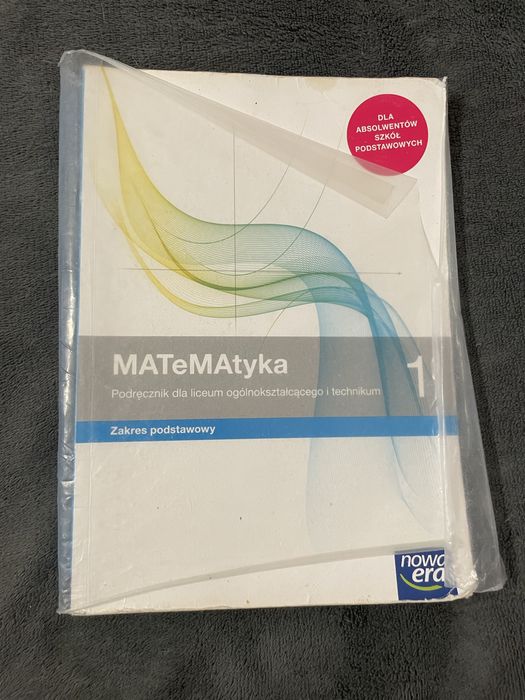 DLA
ABSOLWENTÓW
SZKÓŁ
PODSTAWOWYCH
MATeMAtyka 1
Podręcznik dla liceum ogólnokształcącego i technikum
Zakres podstawowy
nowa
era